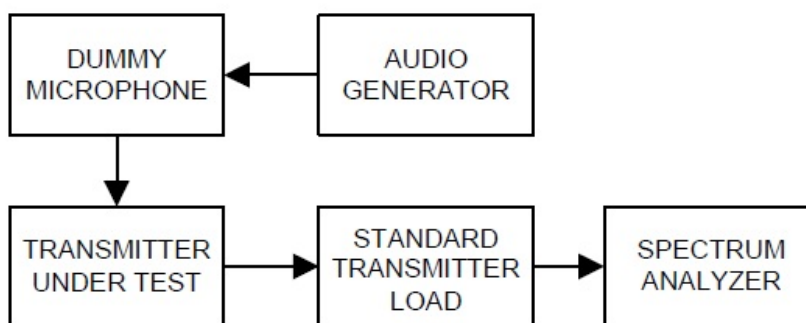 DUMMY
MICROPHONE
AUDIO
GENERATOR
TRANSMITTER
UNDER TEST
STANDARD
TRANSMITTER
LOAD
SPECTRUM
ANALYZER